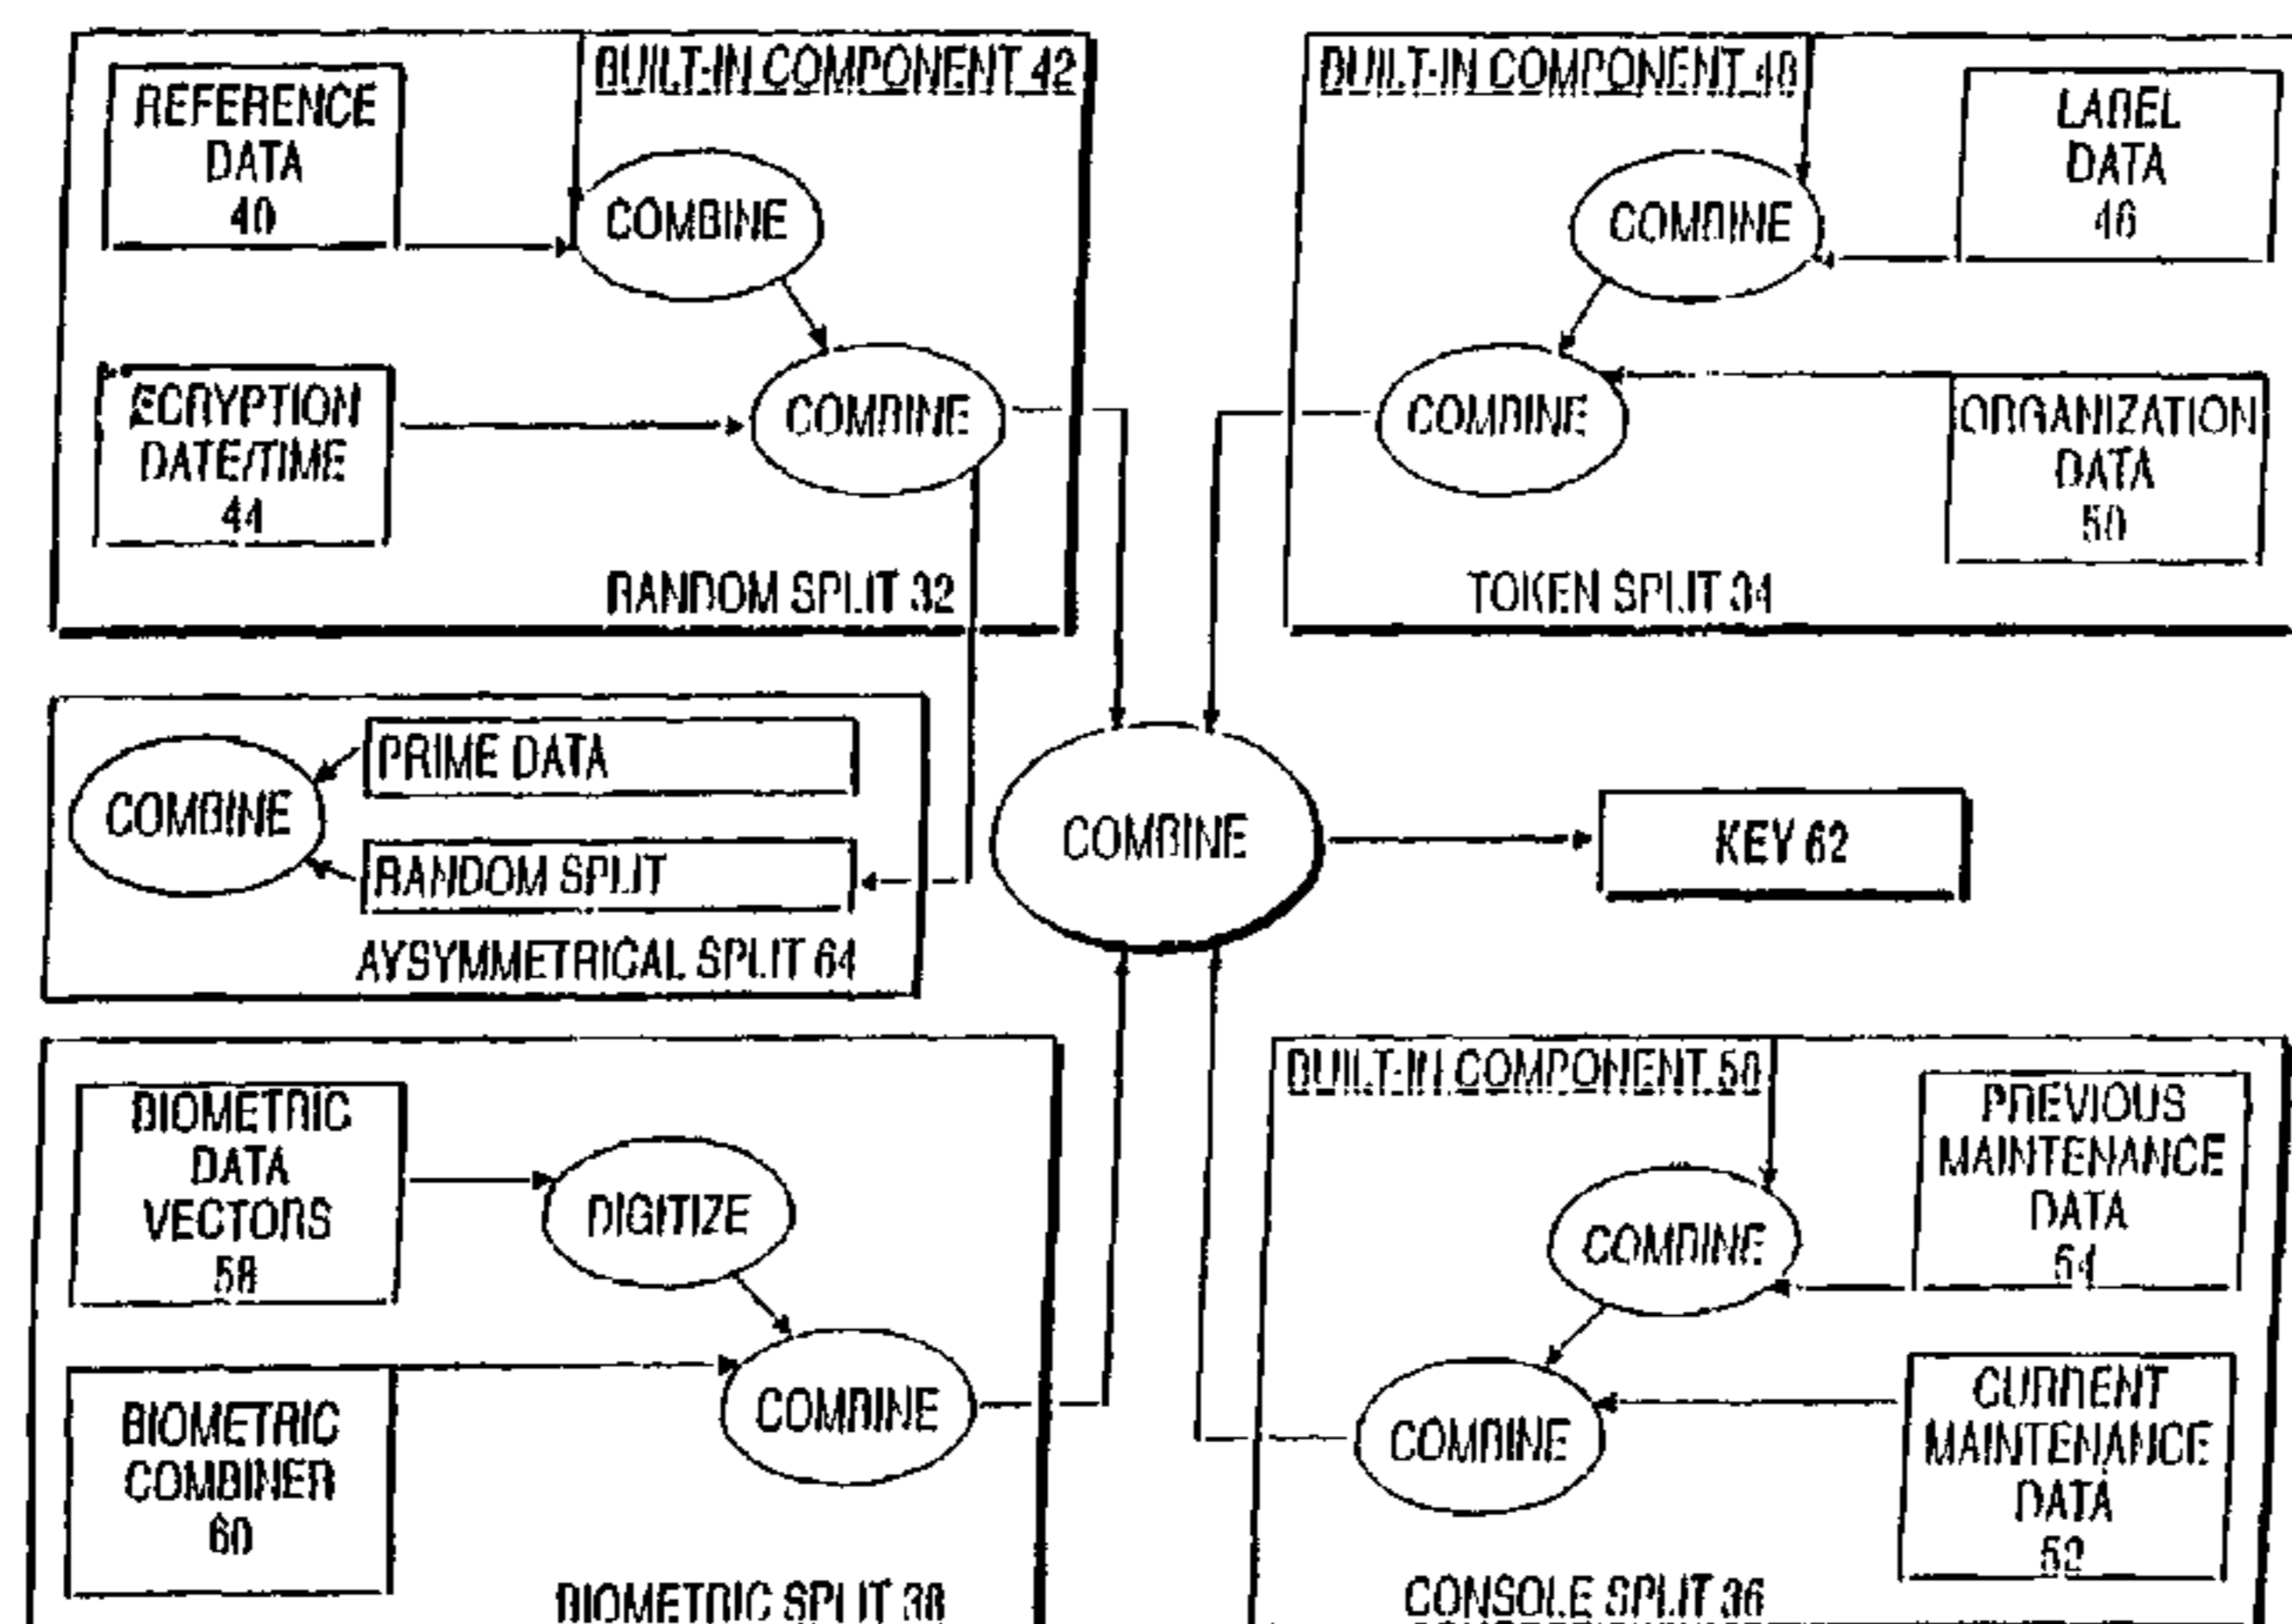 BUILT-IN COMPONENT 42
REFERENCE
DATA
40
COMBINE
ECRYPTION
DATE/TIME
44
COMBINE
RANDOM SPLIT 32
BUILT-IN COMPONENT 48
LABEL
DATA
46
COMBINE
COMBINE
ORGANIZATION
DATA
50
TOKEN SPLIT 34
PRIME DATA
COMBINE
RANDOM SPLIT
AYSYMMETRICAL SPLIT 64
COMBINE
KEY 62
BIOMETRIC
DATA
VECTORS
58
DIGITIZE
BIOMETRIC
COMBINER
60
COMBINE
BIOMETRIC SPLIT 38
BUILT-IN COMPONENT
PREVIOUS
MAINTENANCE
DATA
54
COMBINE
COMBINE
CURRENT
MAINTENANCE
DATA
52
CONSOLE SPLIT 36